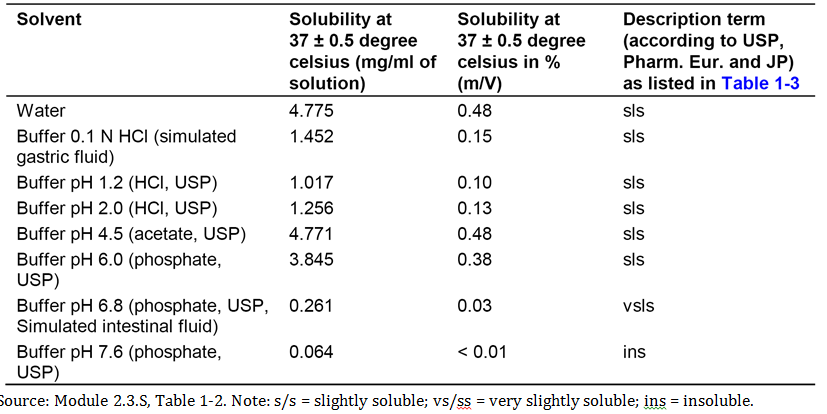 Solvent Solubility at Solubility at Description term
37 ± 0.5 degree 37 ± 0.5 degree (according to USP,
celsius (mg/ml of celsius in % Pharm. Eur. and JP)
solution) (m/V) as listed in Table 1-3
Water 4.775 0.48 sls
Buffer 0.1 N HCl (simulated 1.452 0.15 sls
gastric fluid)
Buffer pH 1.2 (HCl, USP) 1.017 0.10 sls
Buffer pH 2.0 (HCl, USP) 1.256 0.13 sls
Buffer pH 4.5 (acetate, USP) 4.771 0.48 sls
Buffer pH 6.0 (phosphate, 3.845 0.38 sls
USP)
Buffer pH 6.8 (phosphate, USP, 0.261 0.03 vsls
Simulated intestinal fluid)
Buffer pH 7.6 (phosphate, 0.064 < 0.01 ins
USP)
Source: Module 2.3.S, Table 1-2. Note: s/s = slightly soluble; vs/ss = very slightly soluble; ins = insoluble.